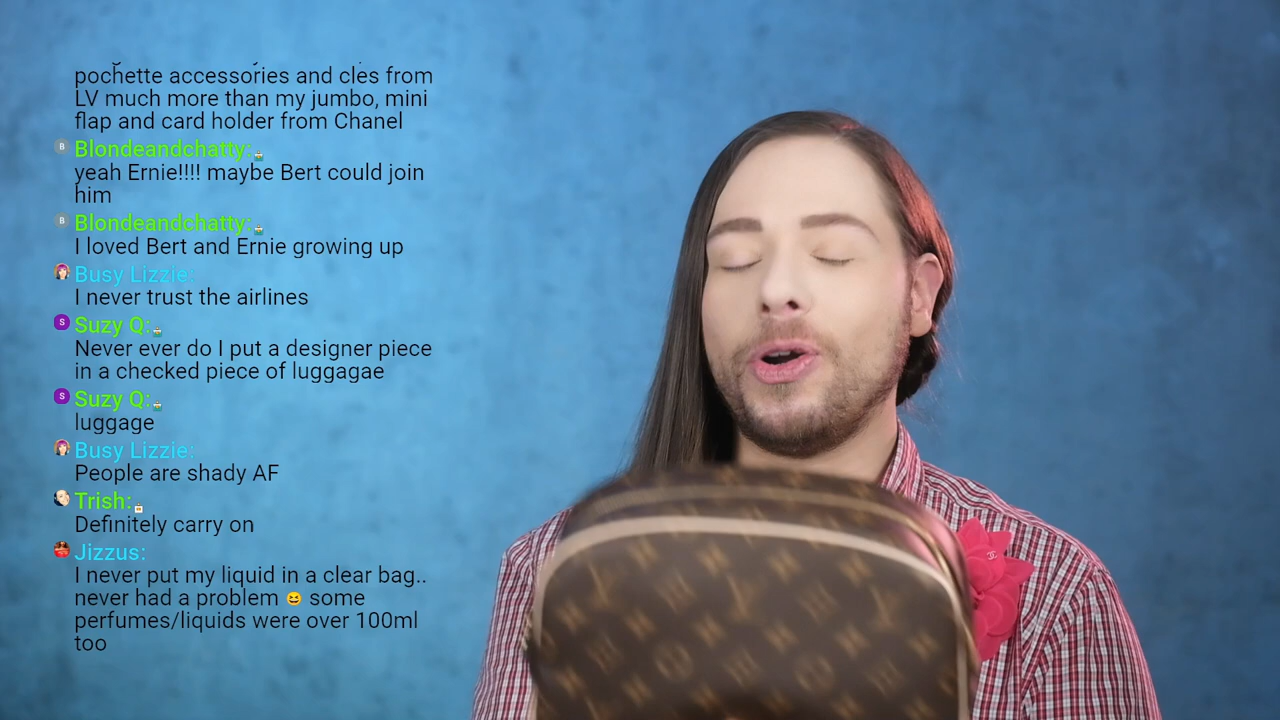 pochette accessories and cles from
LV much more than my jumbo, mini
flap and card holder from Chanel
B Blondeandchatty:
yeah Ernie!!!! maybe Bert could join
him
B Blondeandchatty:
I loved Bert and Ernie growing up
Busy Lizzie:
I never trust the airlines
S Suzy Q:
Never ever do I put a designer piece
in a checked piece of luggagae
S Suzy Q:
luggage
Busy Lizzie:
People are shady AF
Trish:
Definitely carry on
Jizzus:
I never put my liquid in a clear bag..
never had a problem 😆 some
perfumes/liquids were over 100ml
too